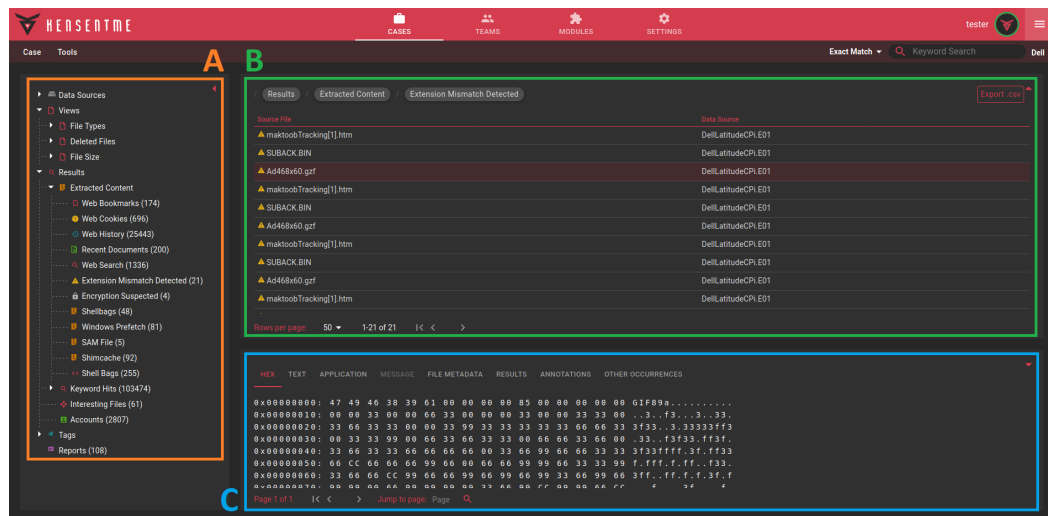 HENSENTME
CASES
TEAMS
MODULES
SETTINGS
tester
Case Tools
Exact Match
Keyword Search
Dell
A
B
C
Data Sources
Views
File Types
Deleted Files
File Size
Results
Extracted Content
Web Bookmarks (174)
Web Cookies (696)
Web History (25443)
Recent Documents (200)
Web Search (1336)
Extension Mismatch Detected (21)
Encryption Suspected (4)
Shellbags (48)
Windows Prefetch (81)
SAM File (5)
Shimcache (92)
Shell Bags (255)
Keyword Hits (103474)
Interesting Files (61)
Accounts (2807)
Tags
Reports (108)
/ Results / Extracted Content / Extension Mismatch Detected
Export .csv
Source File Data Source
maktoobTracking[1].htm DellLatitudeCPi.E01
SUBACK.BIN DellLatitudeCPi.E01
Ad468x60.gzf DellLatitudeCPi.E01
maktoobTracking[1].htm DellLatitudeCPi.E01
SUBACK.BIN DellLatitudeCPi.E01
Ad468x60.gzf DellLatitudeCPi.E01
maktoobTracking[1].htm DellLatitudeCPi.E01
SUBACK.BIN DellLatitudeCPi.E01
Ad468x60.gzf DellLatitudeCPi.E01
maktoobTracking[1].htm DellLatitudeCPi.E01
Rows per page: 50 1-21 of 21
HEX TEXT APPLICATION MESSAGE FILE METADATA RESULTS ANNOTATIONS OTHER OCCURRENCES
0x00000000: 47 49 46 38 39 61 00 00 00 00 85 00 00 00 00 00 GIF89a..........
0x00000010: 00 00 33 00 00 66 33 00 00 00 33 00 00 33 33 00 ..3..f3...3..33.
0x00000020: 33 66 33 33 00 00 33 99 33 33 33 33 33 66 66 33 3f33..3.33333ff3
0x00000030: 00 33 33 99 00 66 33 66 33 33 00 66 66 33 66 00 .33..f3f33.ff3f.
0x00000040: 33 66 33 33 66 66 66 66 00 33 66 99 66 66 33 33 3f33ffff.3f.ff33
0x00000050: 66 CC 66 66 66 99 66 00 66 66 99 66 33 33 99 f.fff.f.ff..f33.
0x00000060: 33 66 66 CC 99 66 66 99 66 99 66 99 33 66 99 66 3ff..ff.f.f.3f.f
Page 1 of 1 Jump to page: Page